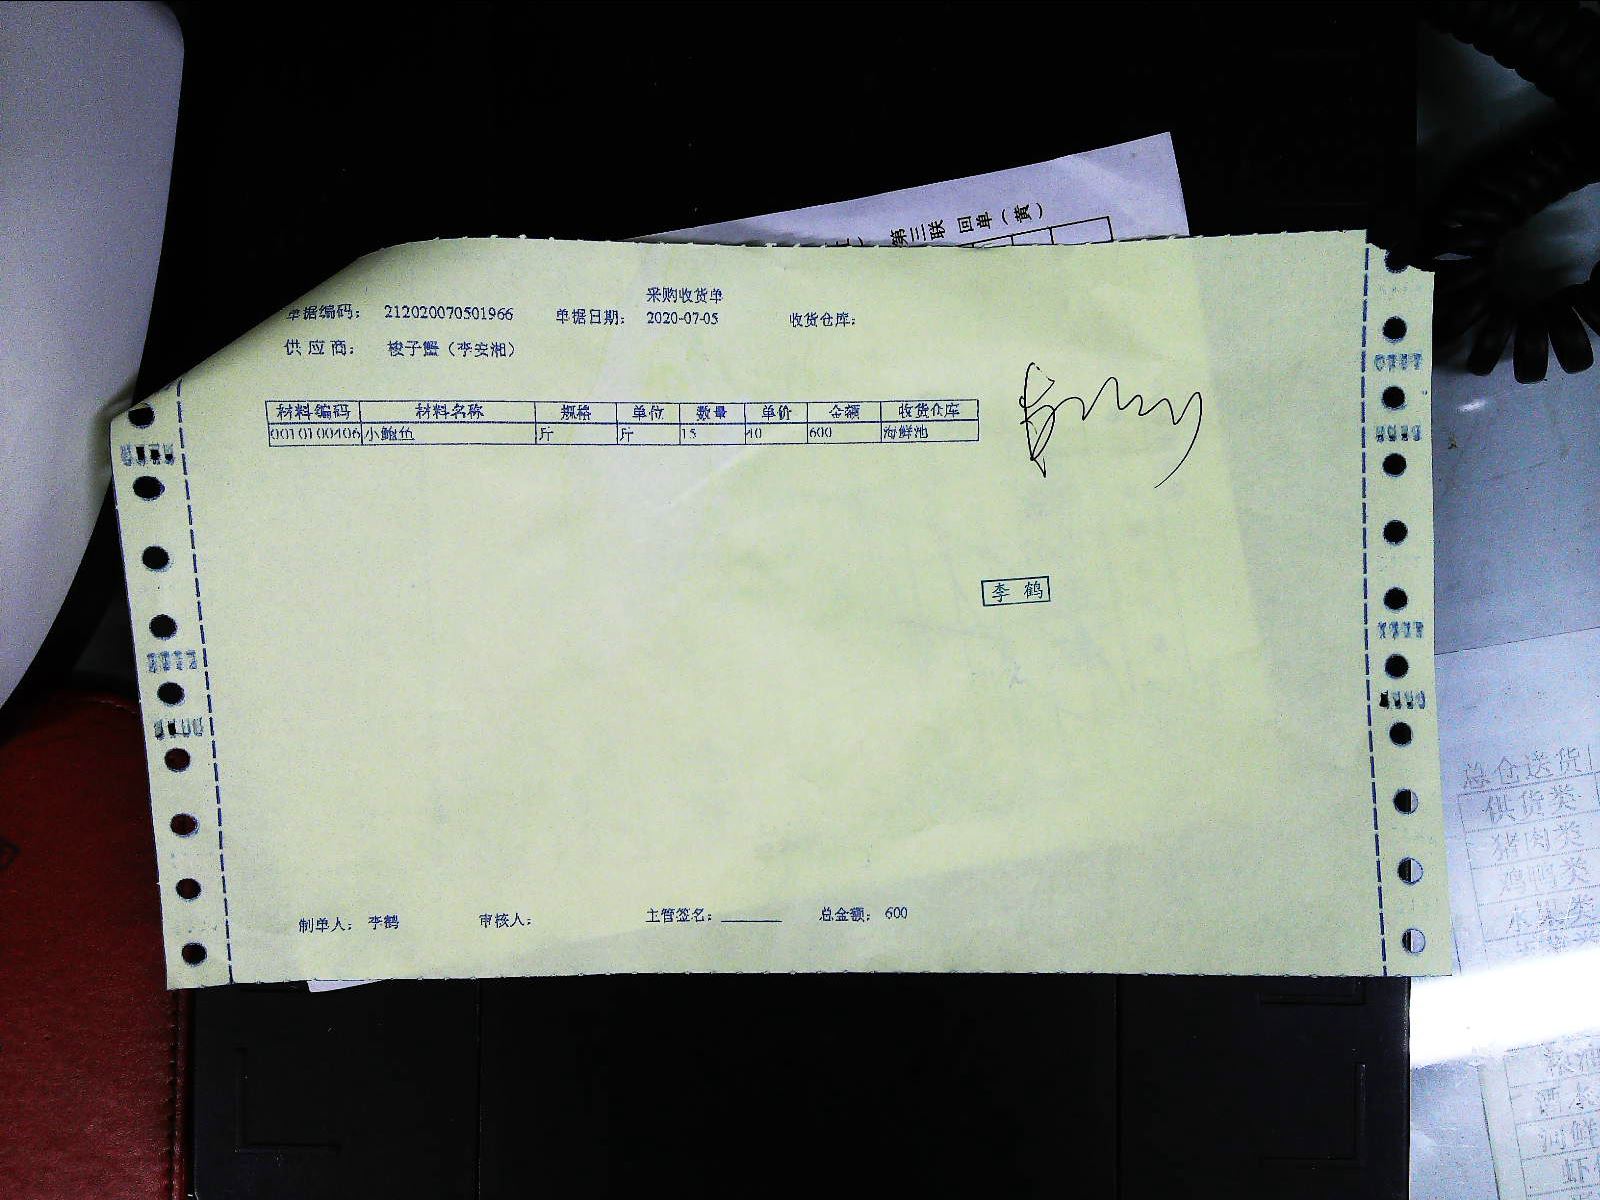 第三联 回单（黄）
采购收货单
单据编码： 212020070501966 单据日期： 2020-07-05 收货仓库：
供 应 商： 梭子蟹（李安湘）
材料编码 材料名称 规格 单位 数量 单价 金额 收货仓库
0010100406 小鲍鱼 斤 斤 15 40 600 海鲜池
李 鹤
制单人： 李鹤 审核人： 主管签名： 总金额： 600
总仓送货
供货类
猪肉类
鸡鸭类
水果类